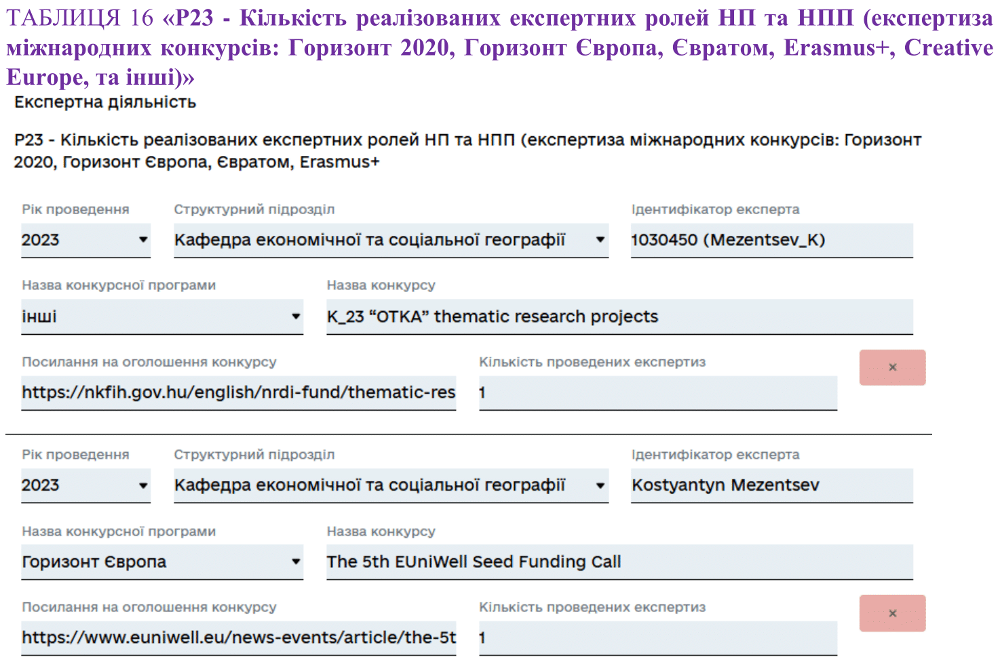 ТАБЛИЦЯ 16 «Р23 - Кількість реалізованих експертних ролей НП та НПП (експертиза
міжнародних конкурсів: Горизонт 2020, Горизонт Європа, Євратом, Erasmus+, Creative
Europe, та інші)»
Експертна діяльність
Р23 - Кількість реалізованих експертних ролей НП та НПП (експертиза міжнародних конкурсів: Горизонт
2020, Горизонт Європа, Євратом, Erasmus+
Рік проведення Структурний підрозділ Ідентифікатор експерта
2023 Кафедра економічної та соціальної географії 1030450 (Mezentsev_K)
Назва конкурсної програми Назва конкурсу
інші K_23 “OTKA” thematic research projects
Посилання на оголошення конкурсу Кількість проведених експертиз
https://nkfih.gov.hu/english/nrdi-fund/thematic-res 1 ×
Рік проведення Структурний підрозділ Ідентифікатор експерта
2023 Кафедра економічної та соціальної географії Kostyantyn Mezentsev
Назва конкурсної програми Назва конкурсу
Горизонт Європа The 5th EUniWell Seed Funding Call
Посилання на оголошення конкурсу Кількість проведених експертиз
https://www.euniwell.eu/news-events/article/the-5t 1 ×